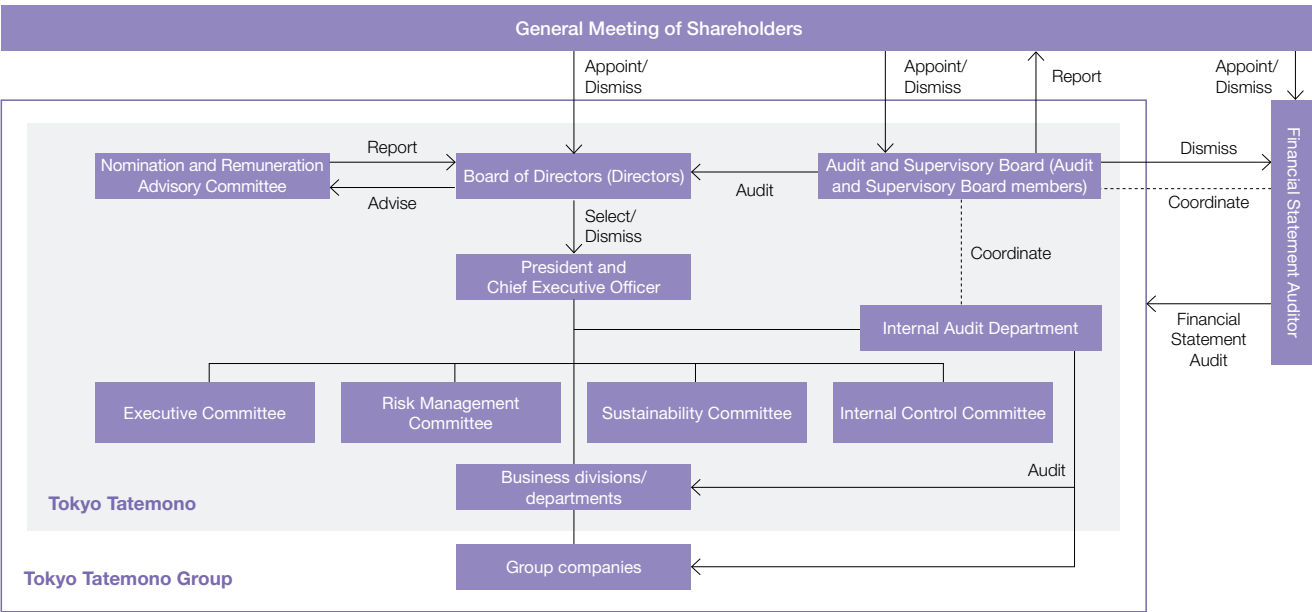 General Meeting of Shareholders
Appoint/
Dismiss
Appoint/
Dismiss
Report
Appoint/
Dismiss
Nomination and Remuneration
Advisory Committee
Report
Advise
Board of Directors (Directors)
Audit
Audit and Supervisory Board (Audit
and Supervisory Board members)
Dismiss
Coordinate
Financial Statement Auditor
Select/
Dismiss
Coordinate
President and
Chief Executive Officer
Internal Audit Department
Financial
Statement
Audit
Executive Committee
Risk Management
Committee
Sustainability Committee
Internal Control Committee
Audit
Business divisions/
departments
Tokyo Tatemono
Group companies
Tokyo Tatemono Group